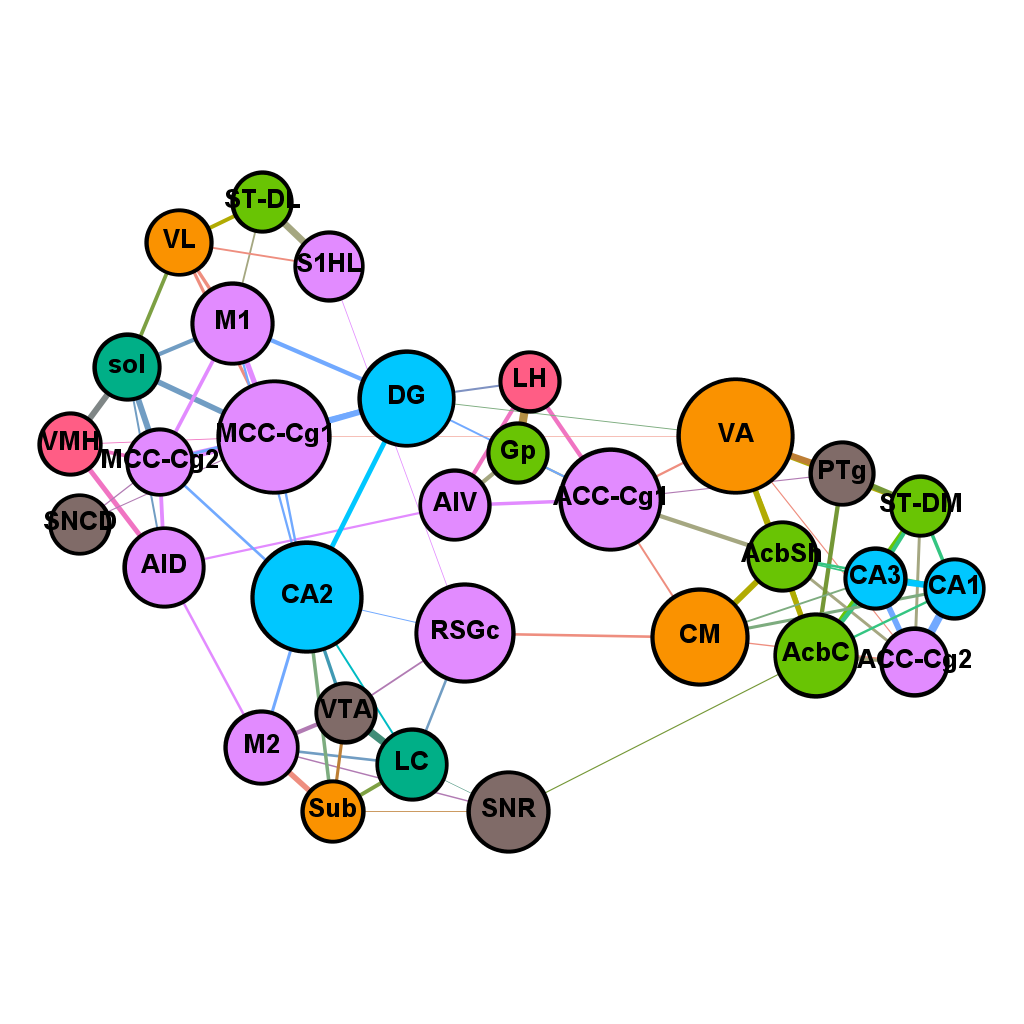 ST-DL
VL
S1HL
M1
sol
DG
LH
VMH
MCC-Cg2
MCC-Cg1
Gp
VA
PTg
AIV
ACC-Cg1
ST-DM
SNCD
AID
CA2
AcbSh
CA3
CA1
RSGc
CM
AcbC
ACC-Cg2
VTA
M2
LC
Sub
SNR